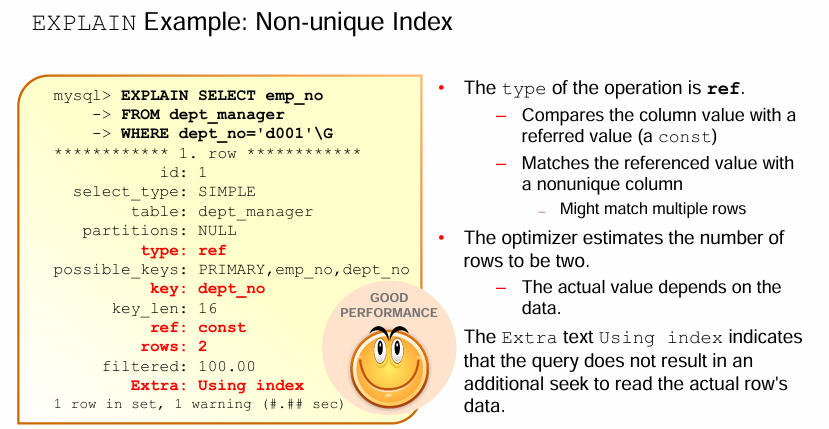 EXPLAIN Example: Non-unique Index
mysql> EXPLAIN SELECT emp_no
-> FROM dept_manager
-> WHERE dept_no='d001'\G
************ 1. row ************
id: 1
select_type: SIMPLE
table: dept_manager
partitions: NULL
type: ref
possible_keys: PRIMARY,emp_no,dept_no
key: dept_no
key_len: 16
ref: const
rows: 2
filtered: 100.00
Extra: Using index
1 row in set, 1 warning (#.## sec)
GOOD
PERFORMANCE
• The type of the operation is ref.
– Compares the column value with a
referred value (a const)
– Matches the referenced value with
a nonunique column
– Might match multiple rows
• The optimizer estimates the number of
rows to be two.
– The actual value depends on the
data.
The Extra text Using index indicates
that the query does not result in an
additional seek to read the actual row's
data.